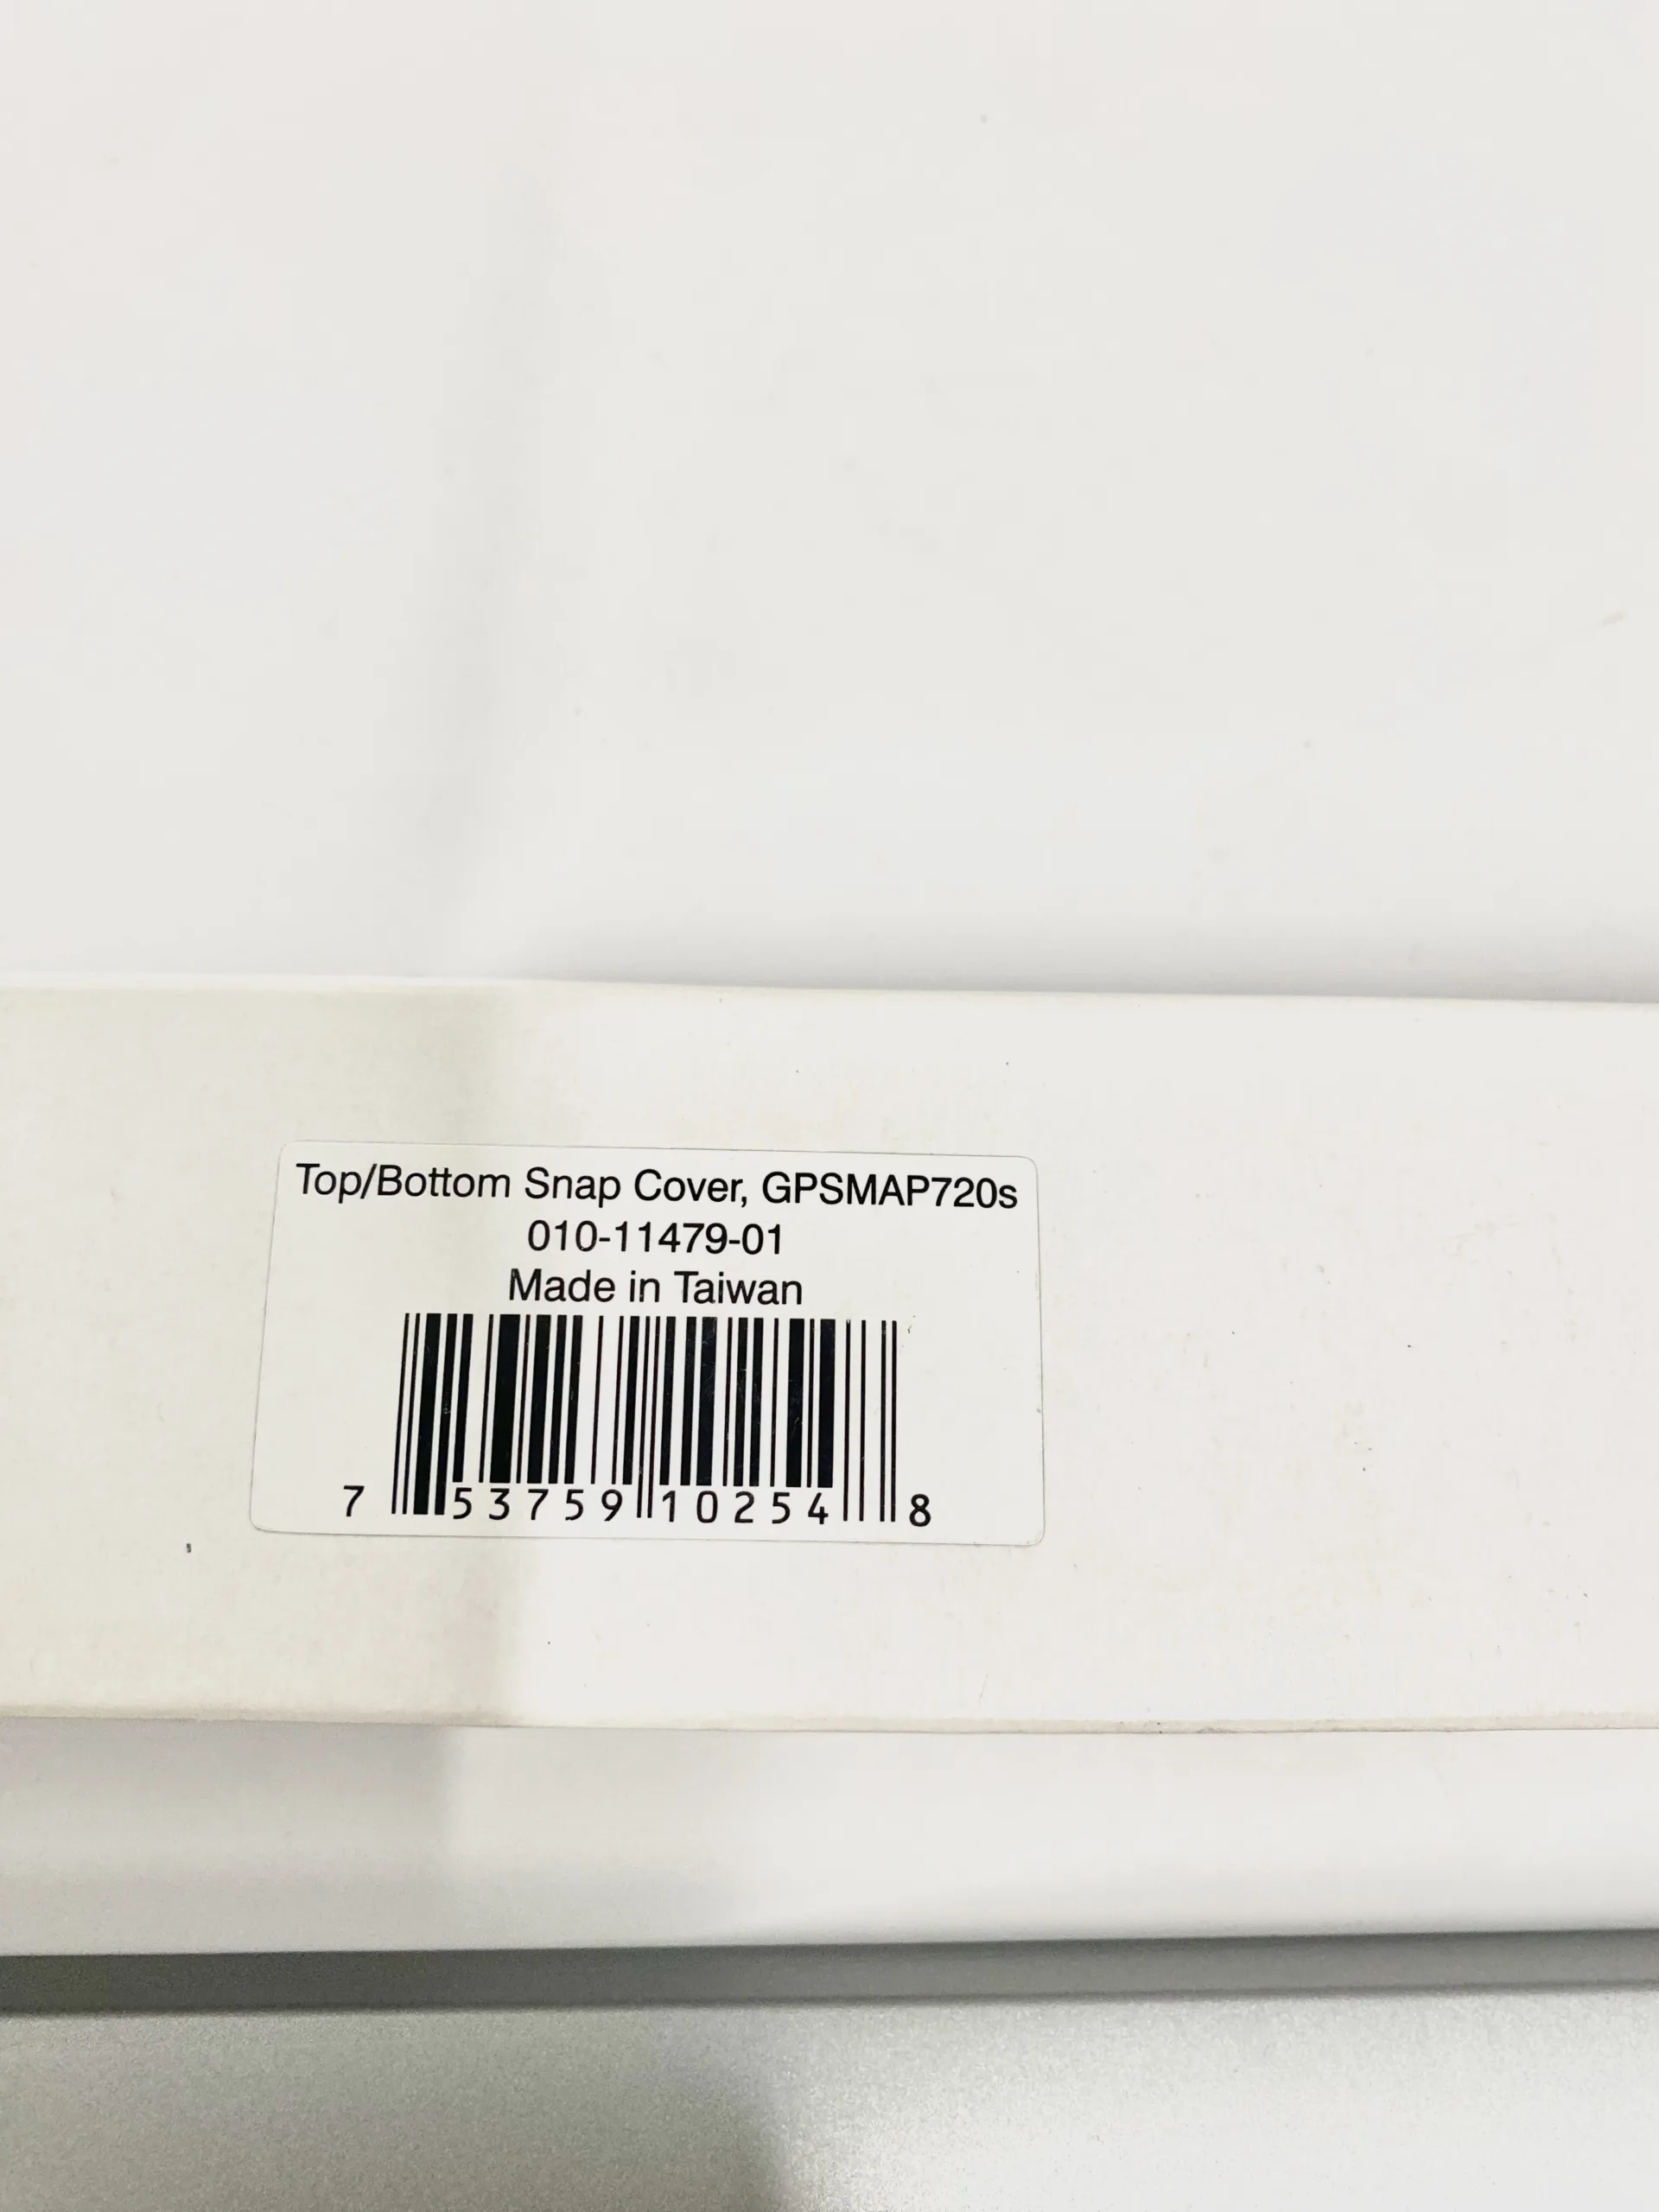 Top/Bottom Snap Cover, GPSMAP720s
010-11479-01
Made in Taiwan
7 53759 10254 8